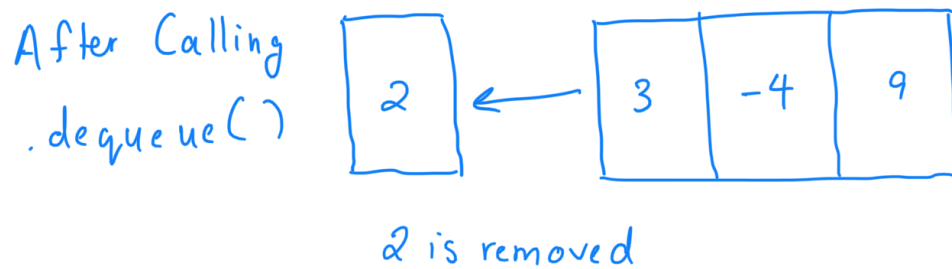 After Calling
.dequeue()
2
3 -4 9
2 is removed